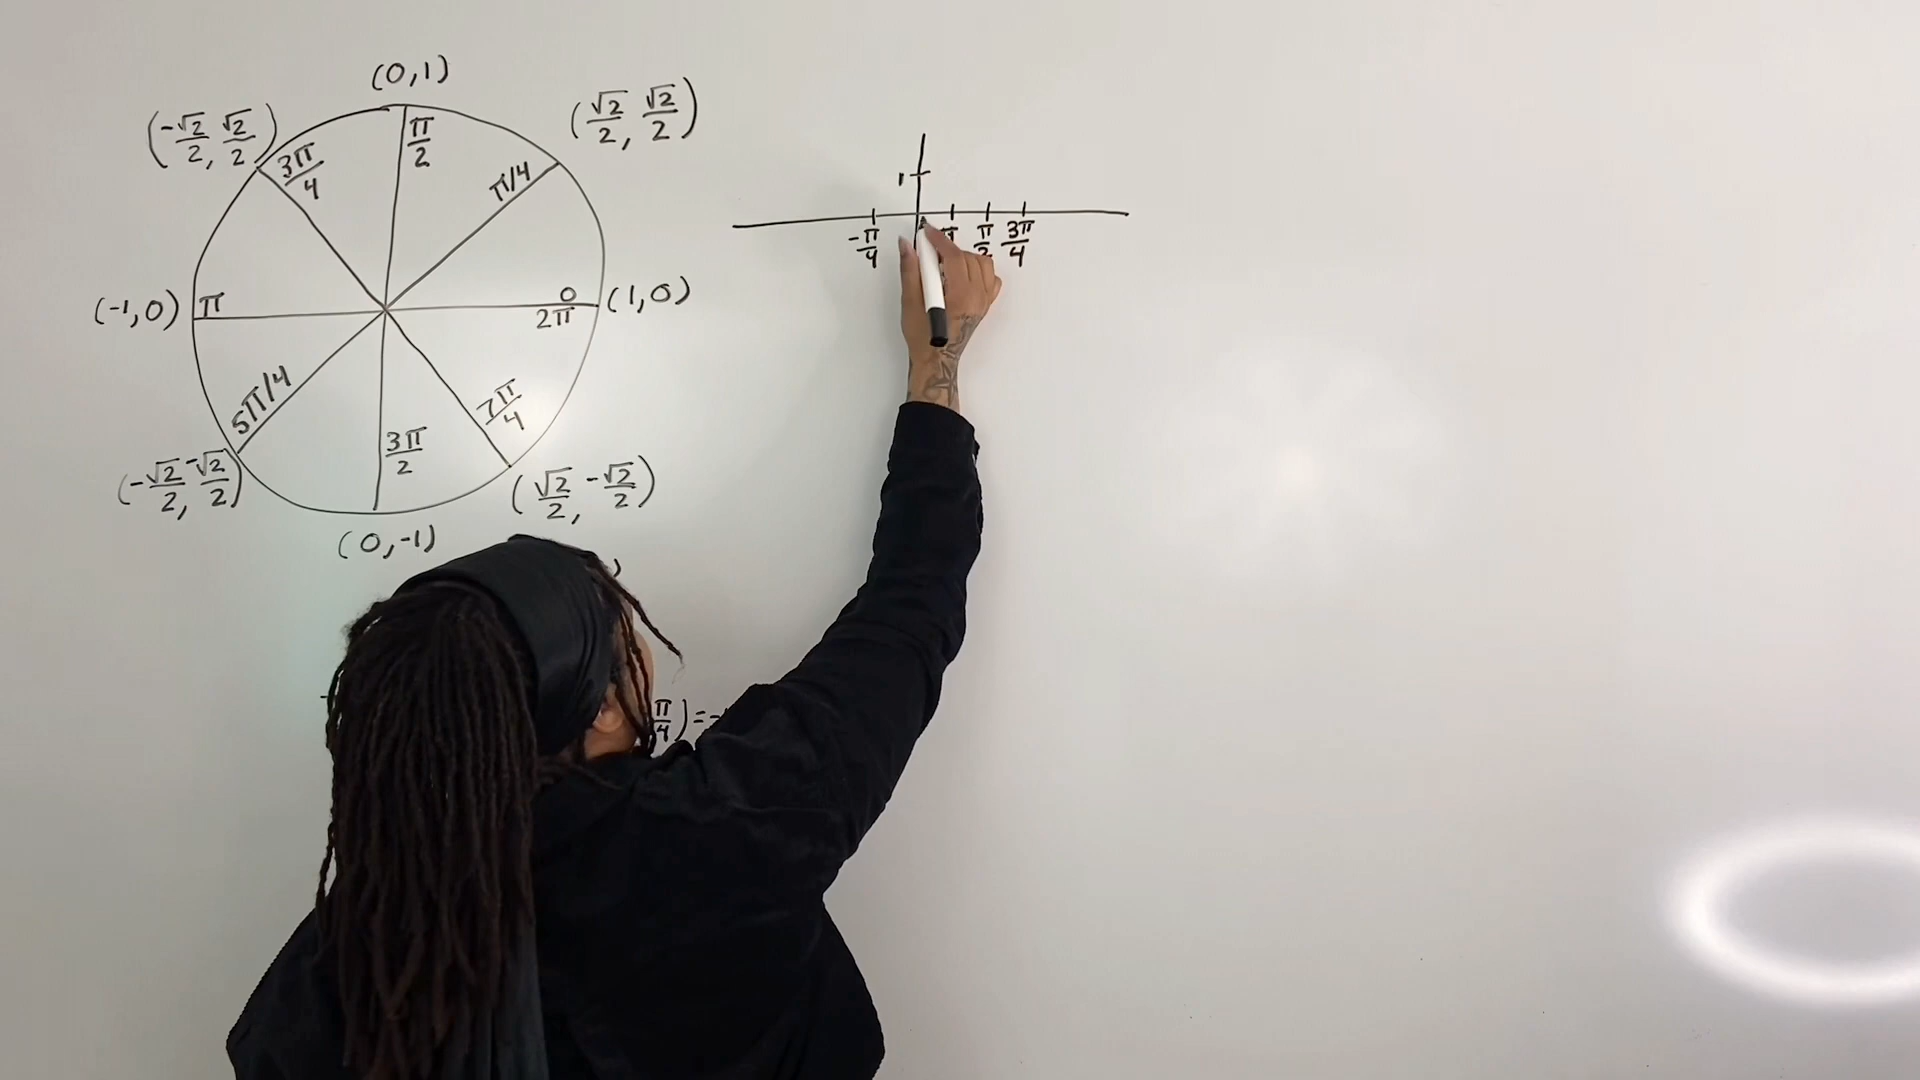 (0,1)
(-√2/2, √2/2)
(√2/2, √2/2)
3π/4
π/2
π/4
1
-π/4
π/2
3π/4
(-1,0)
π
0
2π
(1,0)
5π/4
3π/2
7π/4
(-√2/2, -√2/2)
(√2/2, -√2/2)
(0,-1)
π/4)=-